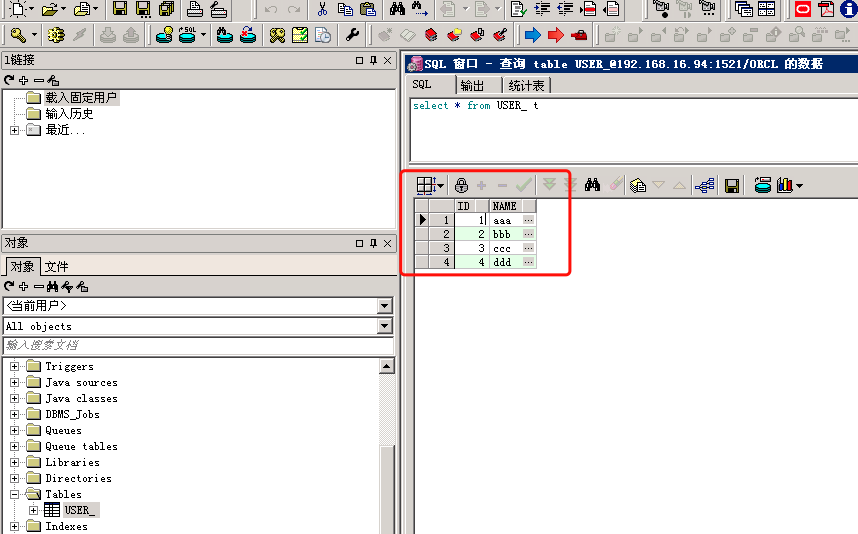 1链接
载入固定用户
输入历史
最近...
对象
对象 文件
<当前用户>
All objects
输入搜索文档
Triggers
Java sources
Java classes
DBMS_Jobs
Queues
Queue tables
Libraries
Directories
Tables
USER_
Indexes
SQL 窗口 - 查询 table USER_@192.168.16.94:1521/ORCL 的数据
SQL 输出 统计表
select * from USER_ t
ID NAME
1 1 aaa ...
2 2 bbb ...
3 3 ccc ...
4 4 ddd ...